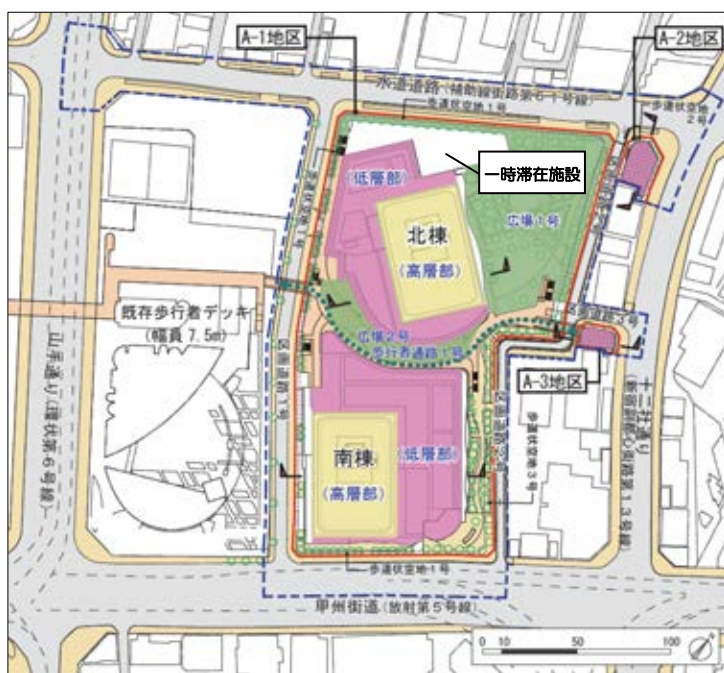 A-1地区
A-2地区
水道道路(補助線街路第61号線)
歩道状空地1号
歩道状空地
2号
一時滞在施設
(低層部)
広場1号
北棟
(高層部)
区画道路3号
既存歩行者デッキ
(幅員 7.5m)
広場2号
歩行者通路1号
A-3地区
山手通り(環状第6号線)
区画道路1号
区画道路2号
歩道状空地3号
南棟
(低層部)
(高層部)
歩道状空地1号
甲州街道(放射第5号線)
0 10 50 100